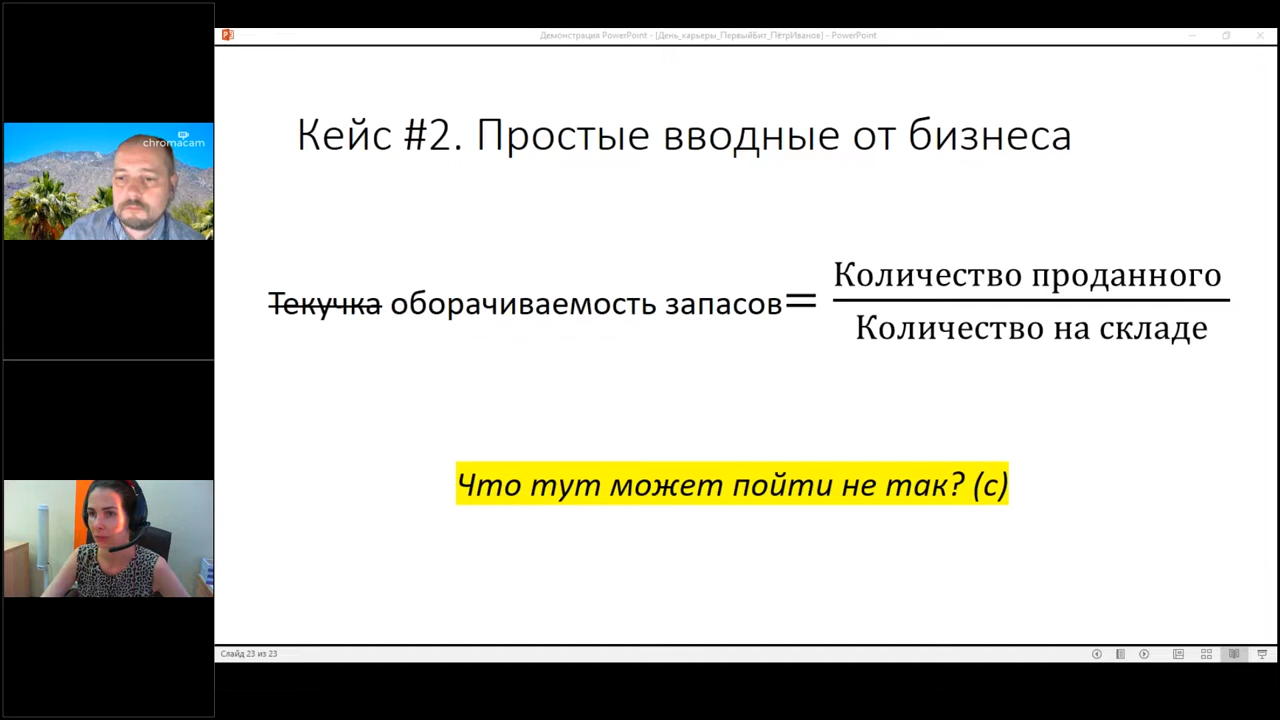 Демонстрация PowerPoint - [День_карьеры_ПервыйБит_ПётрИванов] - PowerPoint
chromacam
Кейс #2. Простые вводные от бизнеса
Текучка оборачиваемость запасов = Количество проданного
Количество на складе
Что тут может пойти не так? (с)
Слайд 23 из 23